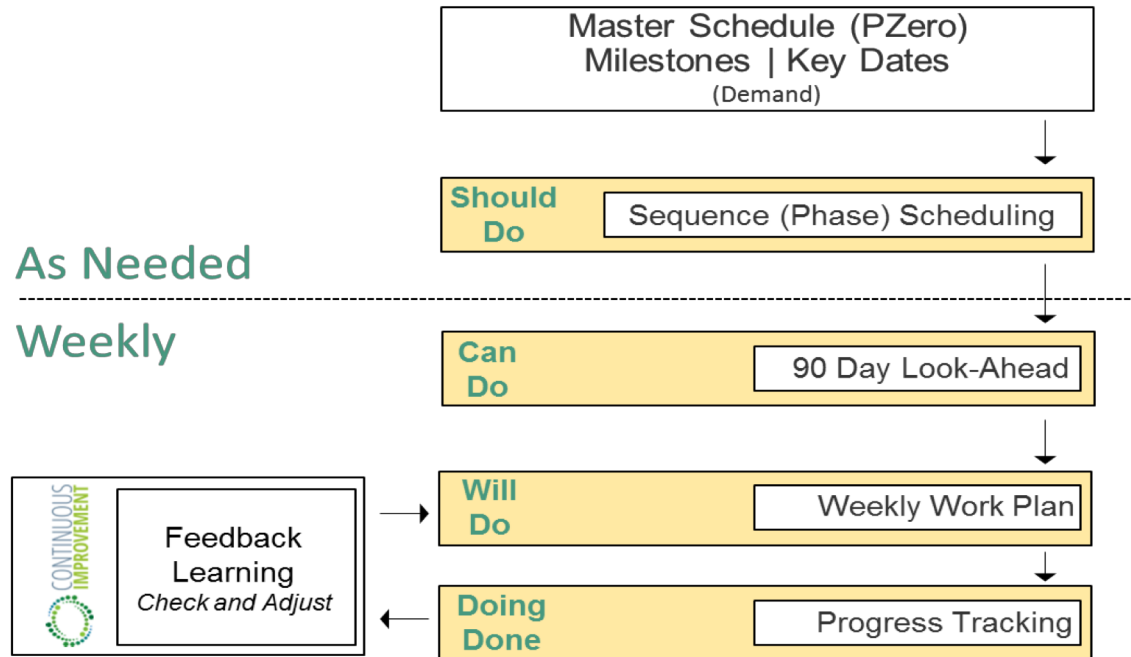 Master Schedule (PZero)
Milestones | Key Dates
(Demand)
Should
Do
Sequence (Phase) Scheduling
As Needed
Weekly
Can
Do
90 Day Look-Ahead
Will
Do
Weekly Work Plan
CONTINUOUS
IMPROVEMENT
Feedback
Learning
Check and Adjust
Doing
Done
Progress Tracking